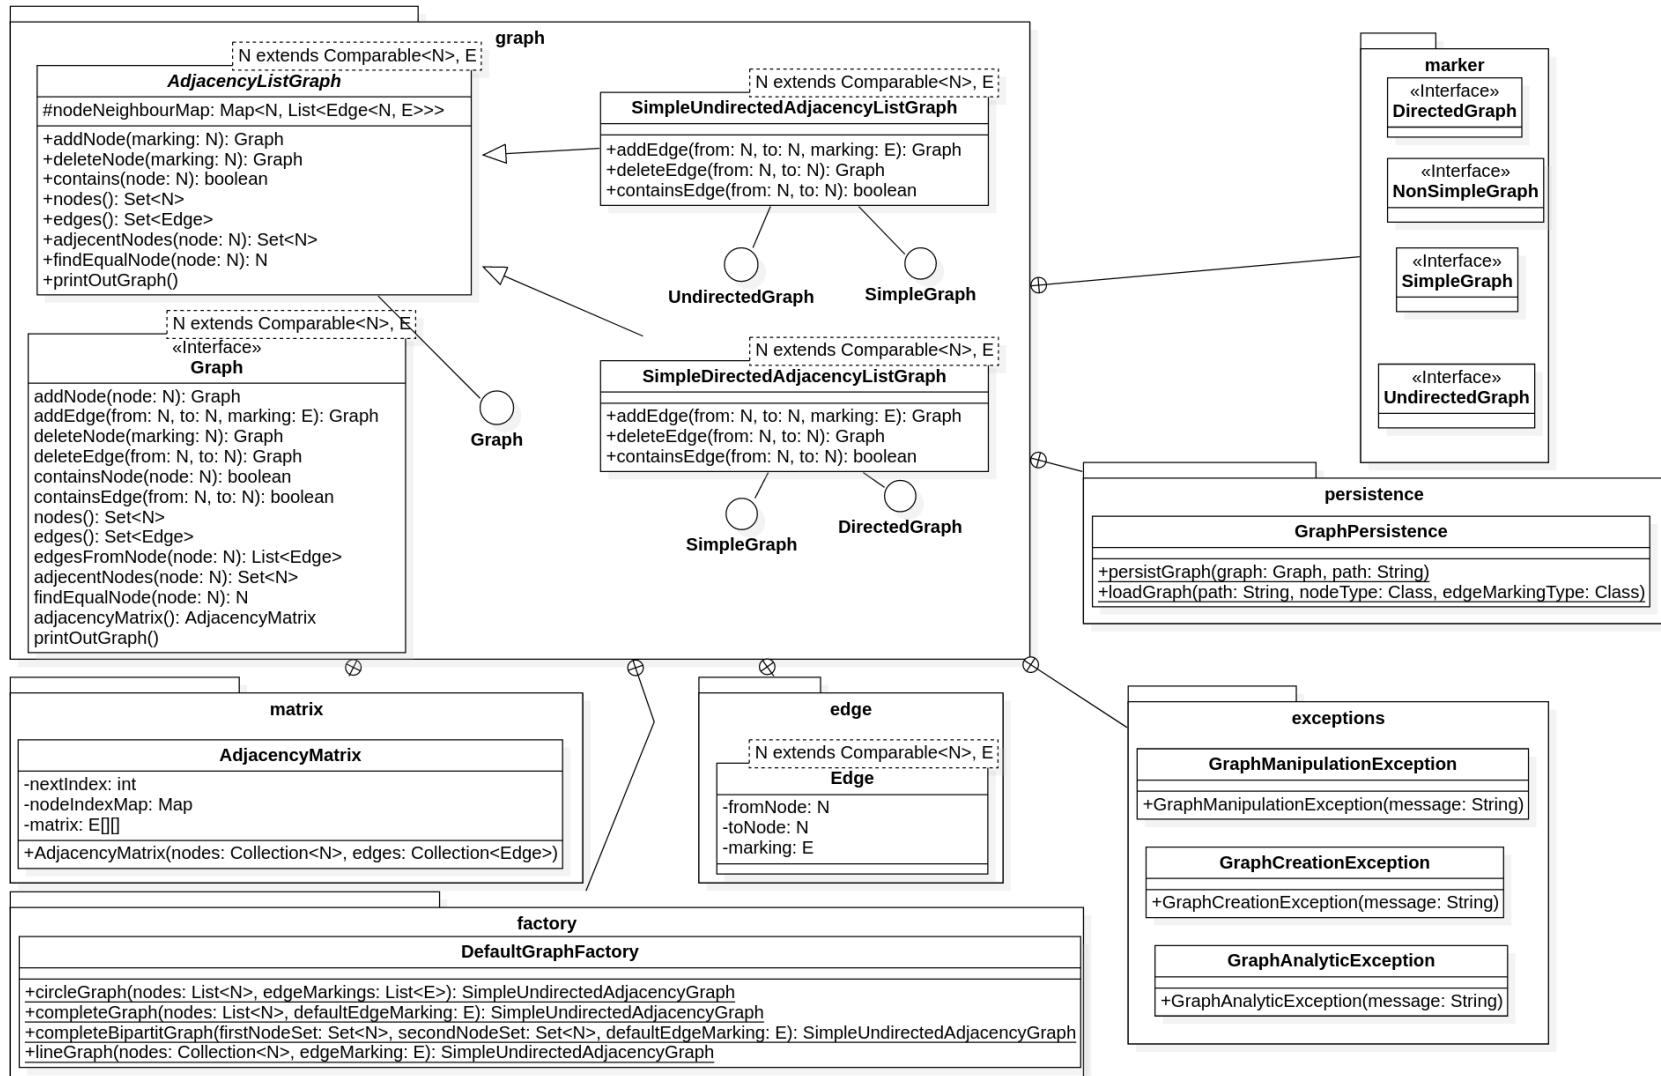 graph
N extends Comparable<N>, E
AdjacencyListGraph
#nodeNeighbourMap: Map<N, List<Edge<N, E>>>
+addNode(marking: N): Graph
+deleteNode(marking: N): Graph
+contains(node: N): boolean
+nodes(): Set<N>
+edges(): Set<Edge>
+adjecentNodes(node: N): Set<N>
+findEqualNode(node: N): N
+printOutGraph()
N extends Comparable<N>, E
«Interface»
Graph
addNode(node: N): Graph
addEdge(from: N, to: N, marking: E): Graph
deleteNode(marking: N): Graph
deleteEdge(from: N, to: N): Graph
containsNode(node: N): boolean
containsEdge(from: N, to: N): boolean
nodes(): Set<N>
edges(): Set<Edge>
edgesFromNode(node: N): List<Edge>
adjecentNodes(node: N): Set<N>
findEqualNode(node: N): N
adjacencyMatrix(): AdjacencyMatrix
printOutGraph()
Graph
N extends Comparable<N>, E
SimpleUndirectedAdjacencyListGraph
+addEdge(from: N, to: N, marking: E): Graph
+deleteEdge(from: N, to: N): Graph
+containsEdge(from: N, to: N): boolean
UndirectedGraph
SimpleGraph
N extends Comparable<N>, E
SimpleDirectedAdjacencyListGraph
+addEdge(from: N, to: N, marking: E): Graph
+deleteEdge(from: N, to: N): Graph
+containsEdge(from: N, to: N): boolean
SimpleGraph
DirectedGraph
marker
«Interface»
DirectedGraph
«Interface»
NonSimpleGraph
«Interface»
SimpleGraph
«Interface»
UndirectedGraph
persistence
GraphPersistence
+persistGraph(graph: Graph, path: String)
+loadGraph(path: String, nodeType: Class, edgeMarkingType: Class)
matrix
AdjacencyMatrix
-nextIndex: int
-nodeIndexMap: Map
-matrix: E[][]
+AdjacencyMatrix(nodes: Collection<N>, edges: Collection<Edge>)
edge
N extends Comparable<N>, E
Edge
-fromNode: N
-toNode: N
-marking: E
exceptions
GraphManipulationException
+GraphManipulationException(message: String)
GraphCreationException
+GraphCreationException(message: String)
GraphAnalyticException
+GraphAnalyticException(message: String)
factory
DefaultGraphFactory
+circleGraph(nodes: List<N>, edgeMarkings: List<E>): SimpleUndirectedAdjacencyGraph
+completeGraph(nodes: List<N>, defaultEdgeMarking: E): SimpleUndirectedAdjacencyGraph
+completeBipartitGraph(firstNodeSet: Set<N>, secondNodeSet: Set<N>, defaultEdgeMarking: E): SimpleUndirectedAdjacencyGraph
+lineGraph(nodes: Collection<N>, edgeMarking: E): SimpleUndirectedAdjacencyGraph